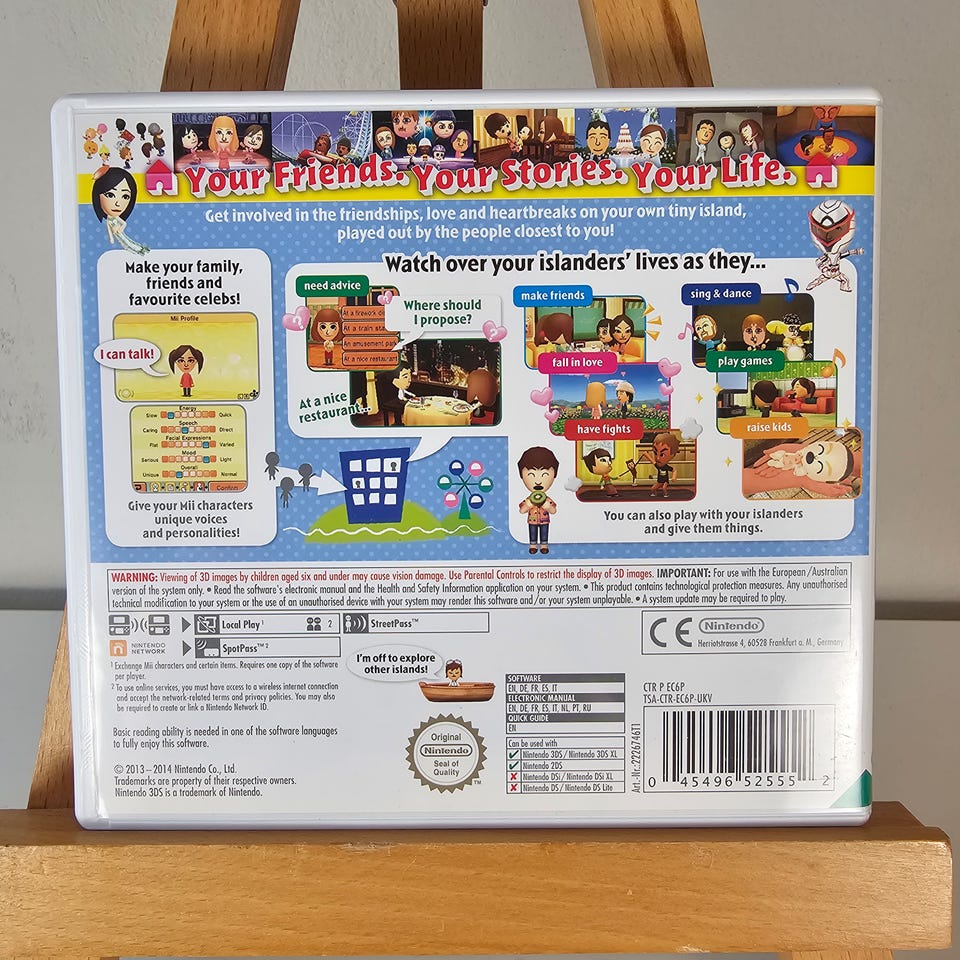 Your Friends. Your Stories. Your Life.
Get involved in the friendships, love and heartbreaks on your own tiny island,
played out by the people closest to you!
Make your family,
friends and
favourite celebs!
Mii Profile
I can talk!
Energy
Slow Quick
Speech
Caring Direct
Facial Expressions
Flat Varied
Mood
Serious Light
Overall
Unique Normal
Confirm
Give your Mii characters
unique voices
and personalities!
Watch over your islanders' lives as they...
need advice
At a firework
At a train sta
An amusement park
At a nice restaurant
Where should
I propose?
At a nice
restaurant...
make friends
fall in love
have fights
sing & dance
play games
raise kids
You can also play with your islanders
and give them things.
WARNING: Viewing of 3D images by children aged six and under may cause vision damage. Use Parental Controls to restrict the display of 3D images. IMPORTANT: For use with the European/Australian
version of the system only. • Read the software's electronic manual and the Health and Safety Information application on your system. • This product contains technological protection measures. Any unauthorised
technical modification to your system or the use of an unauthorised device with your system may render this software and/or your system unplayable. • A system update may be required to play.
Local Play¹ 2
StreetPass™
NINTENDO
NETWORK
SpotPass™²
¹ Exchange Mii characters and certain items. Requires one copy of the software
per player.
² To use online services, you must have access to a wireless internet connection
and accept the network-related terms and privacy policies. You may also
be required to create or link a Nintendo Network ID.
Basic reading ability is needed in one of the software languages
to fully enjoy this software.
© 2013–2014 Nintendo Co., Ltd.
Trademarks are property of their respective owners.
Nintendo 3DS is a trademark of Nintendo.
I'm off to explore
other islands!
Original
Nintendo
Seal of
Quality
TM
SOFTWARE
EN, DE, FR, ES, IT
ELECTRONIC MANUAL
EN, DE, FR, ES, IT, NL, PT, RU
QUICK GUIDE
EN
Can be used with
Nintendo 3DS/Nintendo 3DS XL
Nintendo 2DS
Nintendo DSi/Nintendo DSi XL
Nintendo DS/Nintendo DS Lite
CE
Nintendo
Herriotstrasse 4, 60528 Frankfurt a. M., Germany
CTR P EC6P
TSA-CTR-EC6P-UKV
Art.-Nr.: 2226746T1
0 45496 52555 2